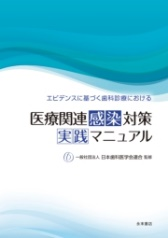 エビデンスに基づく歯科診療における
医療関連感染対策
実践マニュアル
一般社団法人 日本歯科医学会連合 監修
永末書店